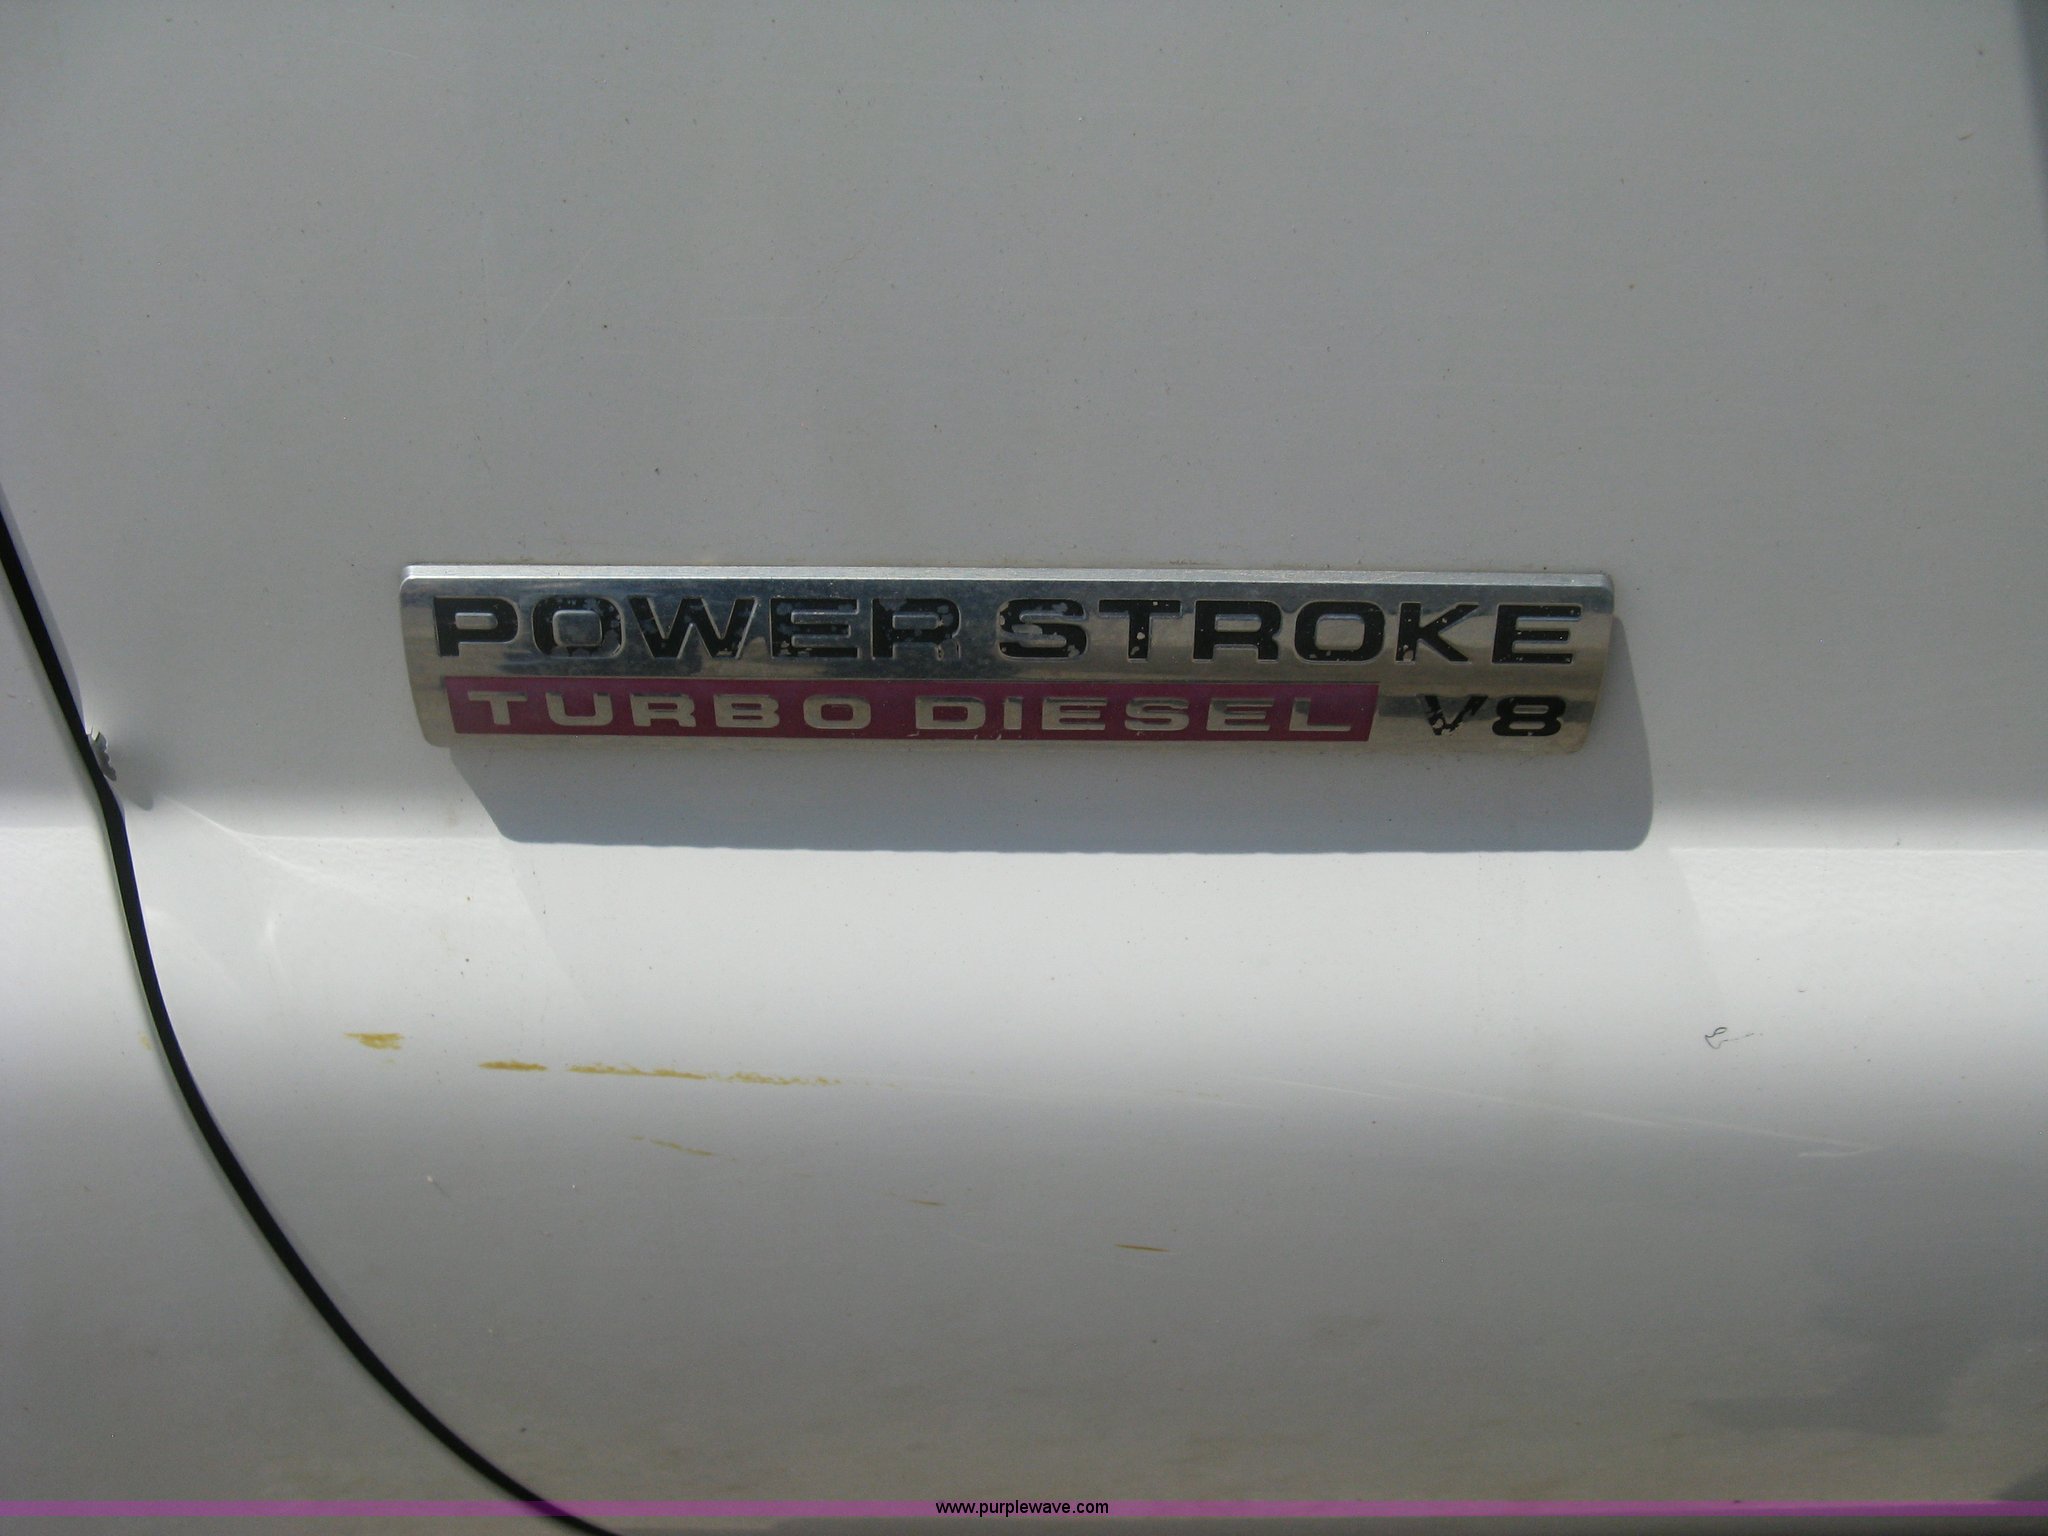 POWER STROKE
TURBO DIESEL V8
www.purplewave.com